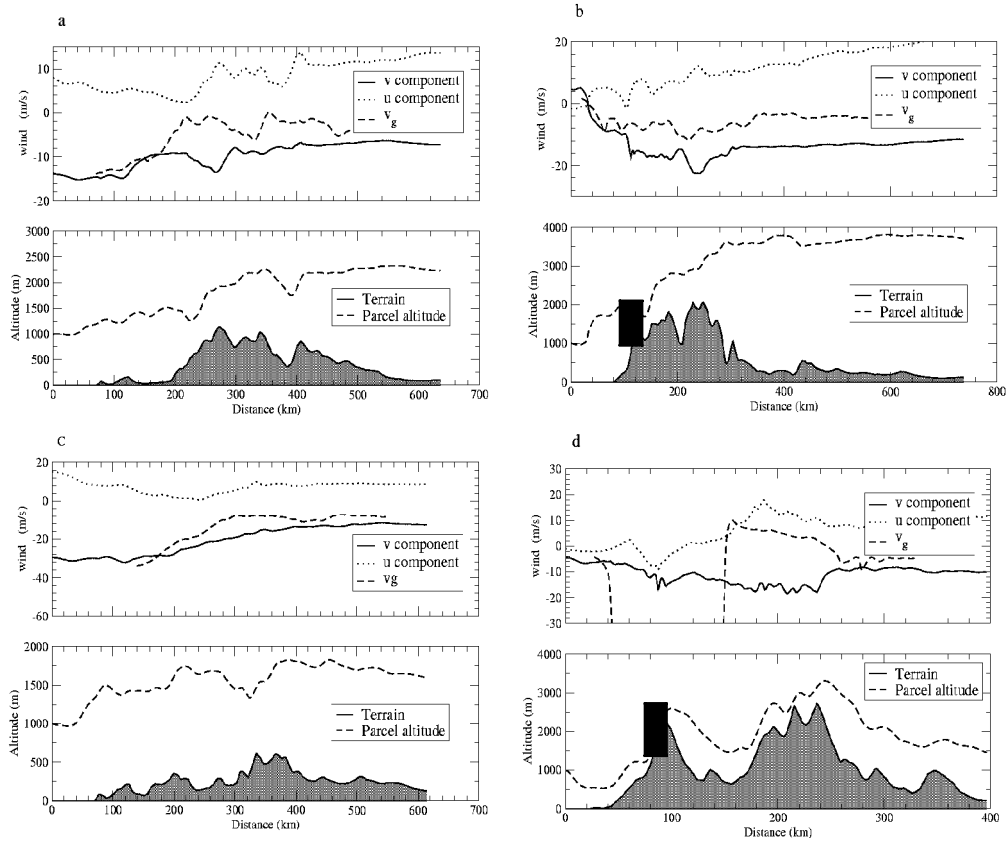 a
wind (m/s)
10
0
-10
-20
v component
u component
v
g
Altitude (m)
3000
2500
2000
1500
1000
500
0
Terrain
Parcel altitude
0 100 200 300 400 500 600 700
Distance (km)
b
wind (m/s)
20
0
-20
v component
u component
v
g
Altitude (m)
4000
3000
2000
1000
0
Terrain
Parcel altitude
0 200 400 600 800
Distance (km)
c
wind (m/s)
20
0
-20
-40
-60
v component
u component
vg
Altitude (m)
2000
1500
1000
500
0
Terrain
Parcel altitude
0 100 200 300 400 500 600 700
Distance (km)
d
wind (m/s)
30
20
10
0
-10
-20
-30
v component
u component
v
g
Altitude (m)
4000
3000
2000
1000
0
Terrain
Parcel altitude
0 100 200 300 400
Distance (km)